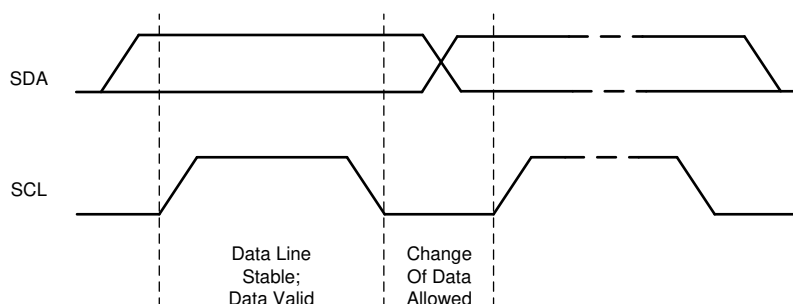 SDA
SCL
Data Line
Stable;
Data Valid
Change
Of Data
Allowed